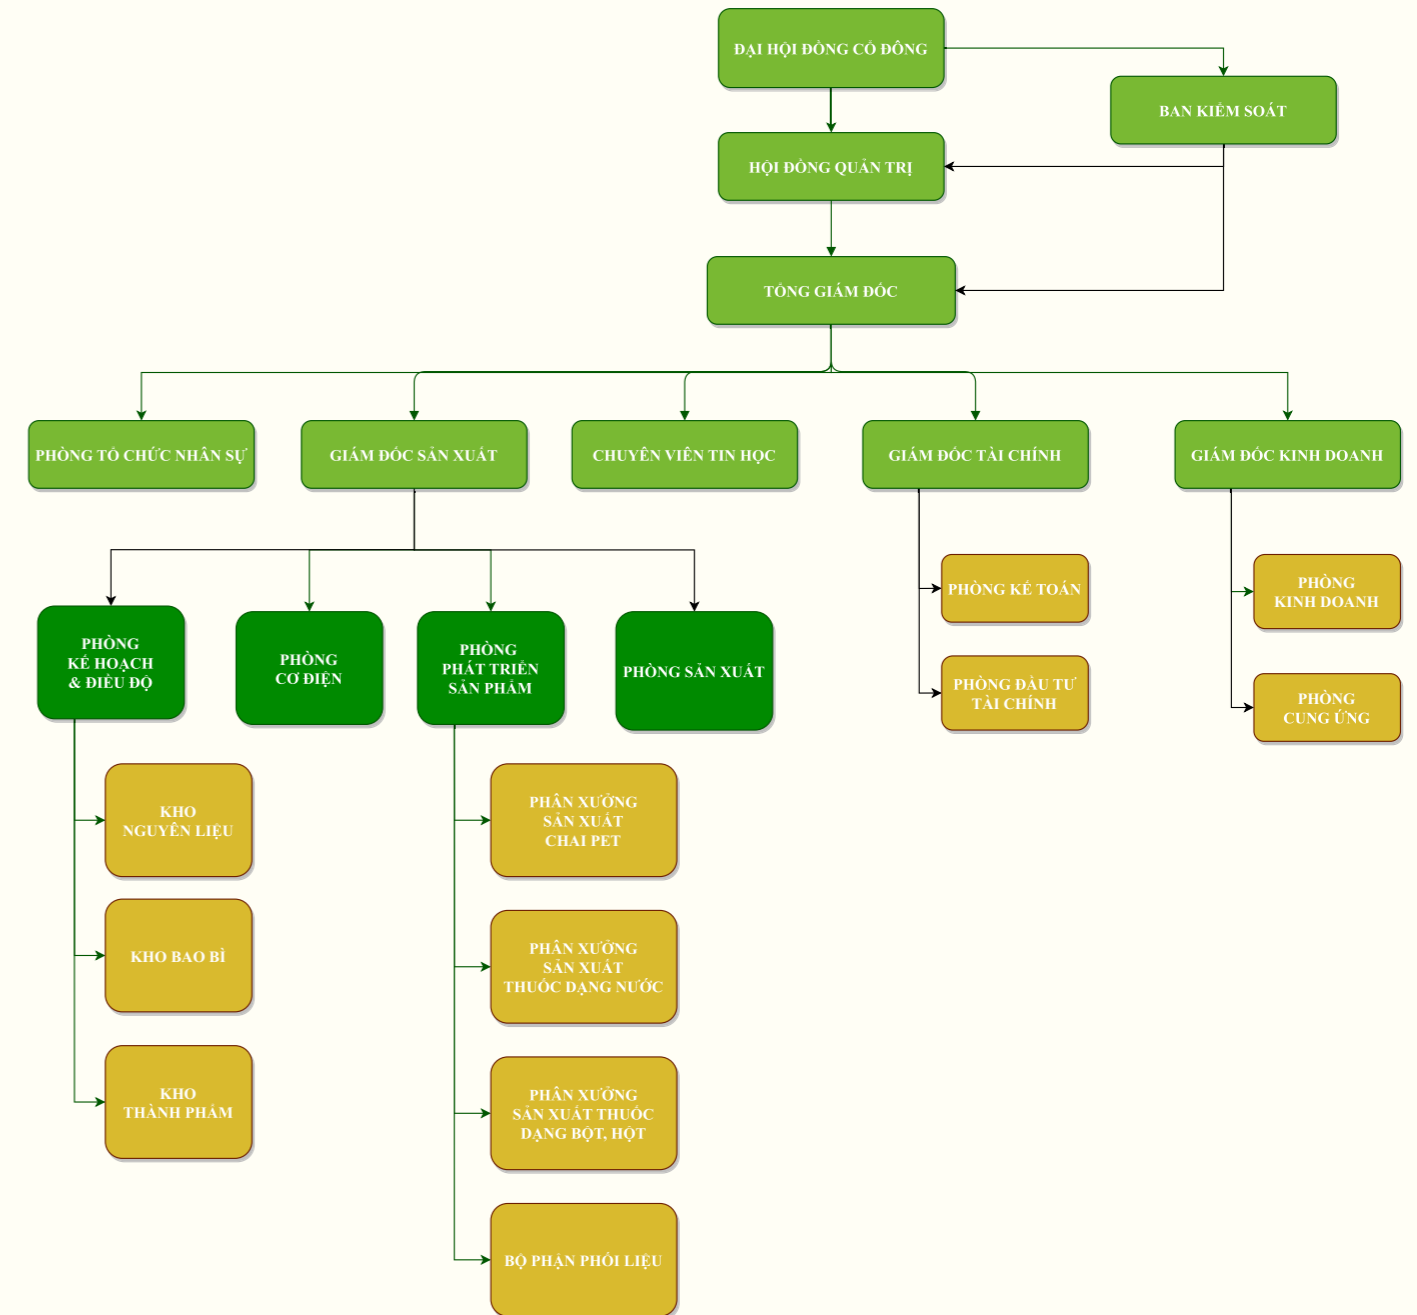 ĐẠI HỘI ĐỒNG CỔ ĐÔNG
BAN KIỂM SOÁT
HỘI ĐỒNG QUẢN TRỊ
TỔNG GIÁM ĐỐC
PHÒNG TỔ CHỨC NHÂN SỰ
GIÁM ĐỐC SẢN XUẤT
CHUYÊN VIÊN TIN HỌC
GIÁM ĐỐC TÀI CHÍNH
GIÁM ĐỐC KINH DOANH
PHÒNG
KẾ HOẠCH
& ĐIỀU ĐỘ
PHÒNG
CƠ ĐIỆN
PHÒNG
PHÁT TRIỂN
SẢN PHẨM
PHÒNG SẢN XUẤT
PHÒNG KẾ TOÁN
PHÒNG ĐẦU TƯ
TÀI CHÍNH
PHÒNG
KINH DOANH
PHÒNG
CUNG ỨNG
KHO
NGUYÊN LIỆU
KHO BAO BÌ
KHO
THÀNH PHẨM
PHÂN XƯỞNG
SẢN XUẤT
CHAI PET
PHÂN XƯỞNG
SẢN XUẤT
THUỐC DẠNG NƯỚC
PHÂN XƯỞNG
SẢN XUẤT THUỐC
DẠNG BỘT, HỘT
BỘ PHẬN PHỐI LIỆU